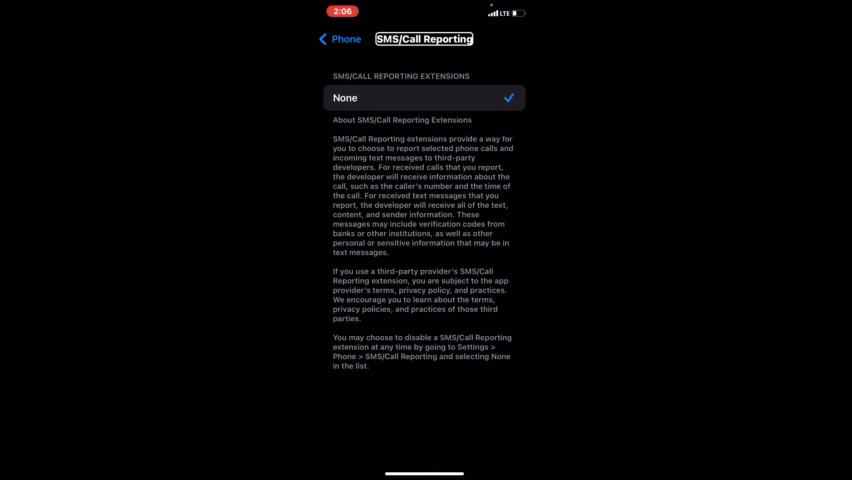 2:06
LTE
Phone
SMS/Call Reporting
SMS/CALL REPORTING EXTENSIONS
None
About SMS/Call Reporting Extensions
SMS/Call Reporting extensions provide a way for
you to choose to report selected phone calls and
incoming text messages to third-party
developers. For received calls that you report,
the developer will receive information about the
call, such as the caller's number and the time of
the call. For received text messages that you
report, the developer will receive all of the text,
content, and sender information. These
messages may include verification codes from
banks or other institutions, as well as other
personal or sensitive information that may be in
text messages.
If you use a third-party provider's SMS/Call
Reporting extension, you are subject to the app
provider's terms, privacy policy, and practices.
We encourage you to learn about the terms,
privacy policies, and practices of those third
parties.
You may choose to disable a SMS/Call Reporting
extension at any time by going to Settings >
Phone > SMS/Call Reporting and selecting None
in the list.